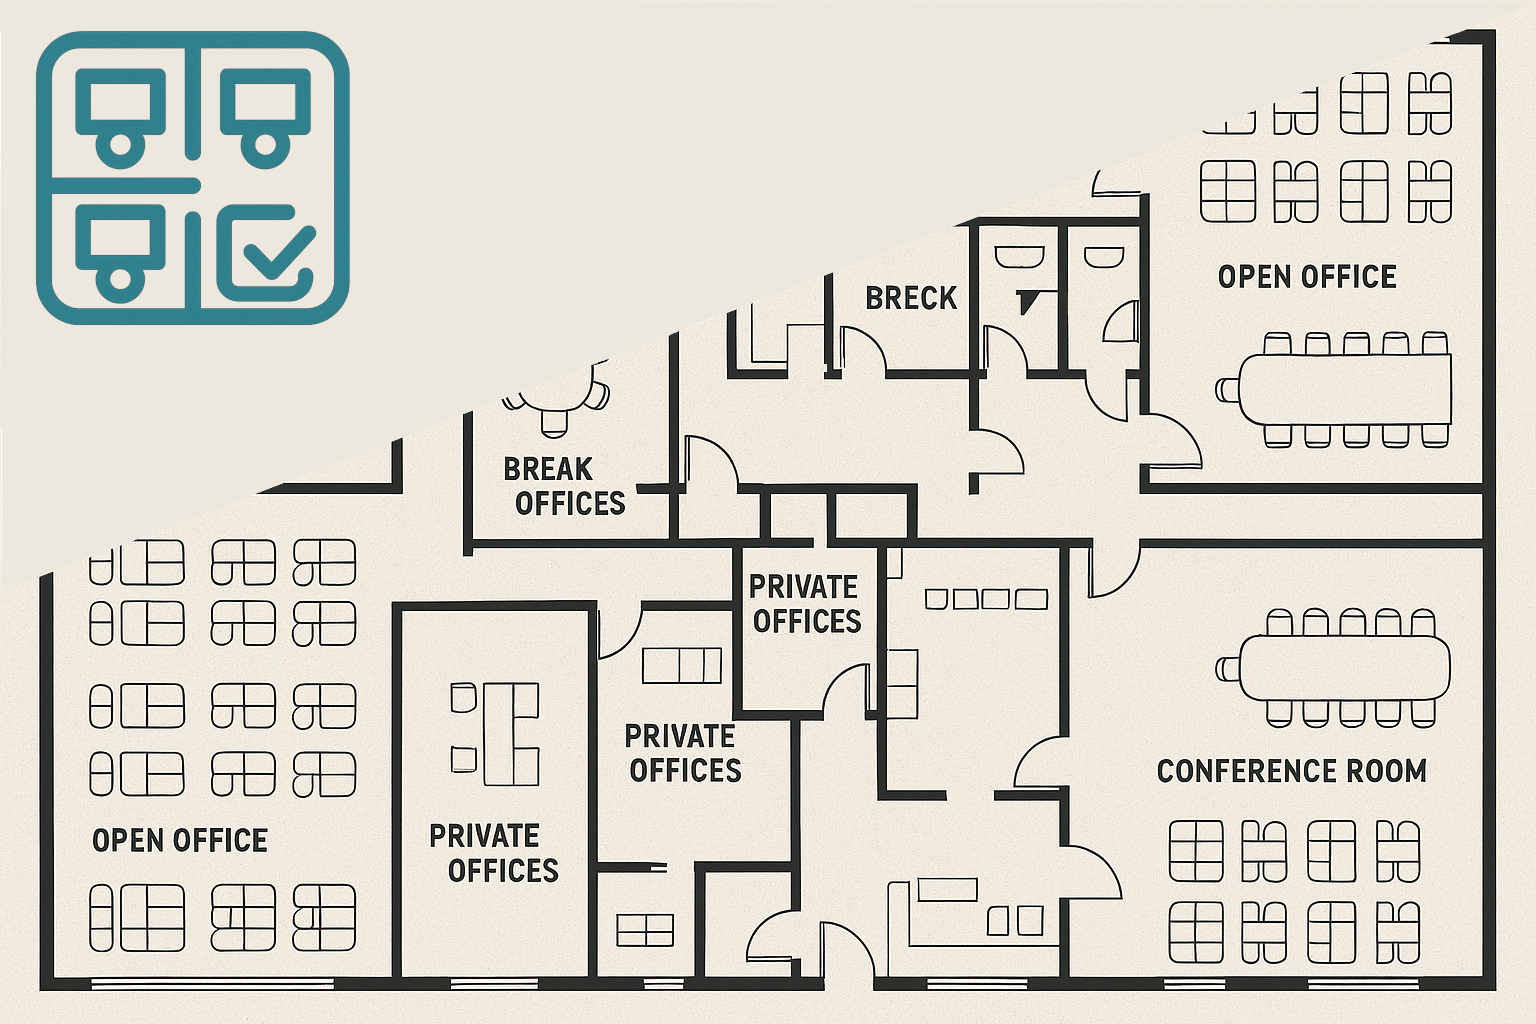 OPEN OFFICE
BRECK
BREAK
OFFICES
PRIVATE
OFFICES
PRIVATE
OFFICES
CONFERENCE ROOM
OPEN OFFICE
PRIVATE
OFFICES